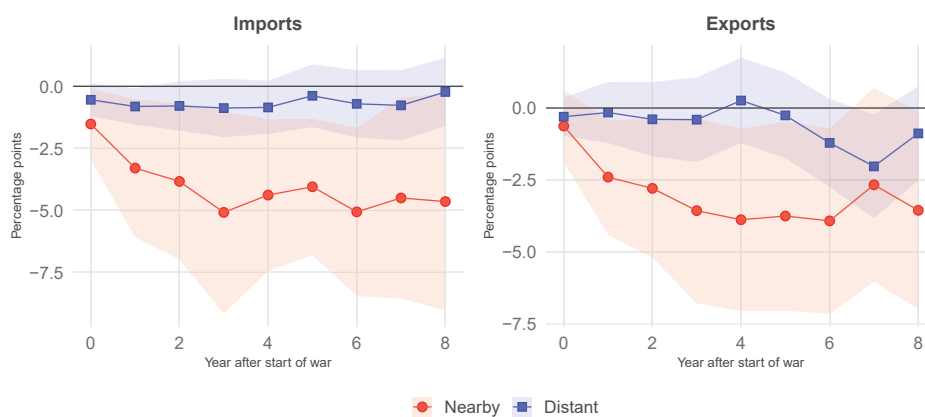 Imports
Percentage points
0.0
−2.5
−5.0
−7.5
0 2 4 6 8
Year after start of war
Exports
Percentage points
0.0
−2.5
−5.0
−7.5
0 2 4 6 8
Year after start of war
Nearby Distant